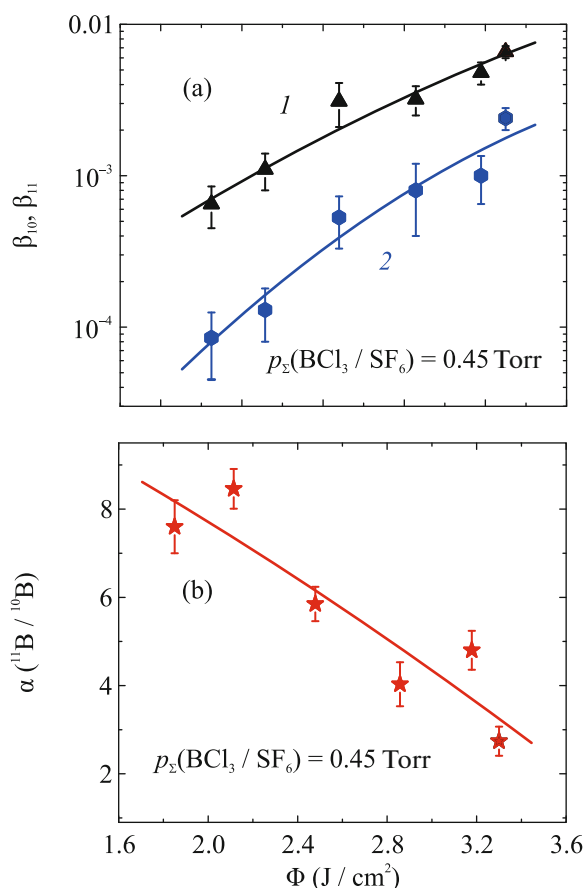 0.01
(a)
1
10⁻³
β₁₀, β₁₁
2
10⁻⁴
p_Σ(BCl₃ / SF₆) = 0.45 Torr
(b)
8
6
4
2
α (¹¹B / ¹⁰B)
p_Σ(BCl₃ / SF₆) = 0.45 Torr
1.6 2.0 2.4 2.8 3.2 3.6
Φ (J / cm²)